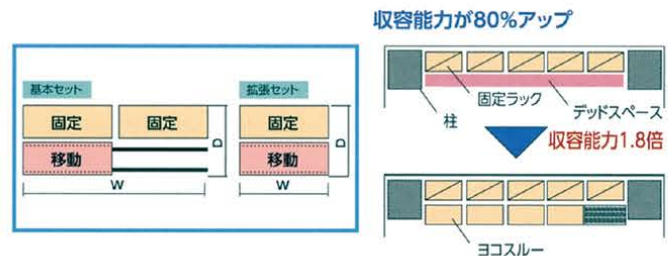 収容能力が80%アップ
基本セット
拡張セット
固定
固定
固定
移動
移動
D
D
W
W
固定ラック
デッドスペース
柱
収容能力1.8倍
ヨコスルー